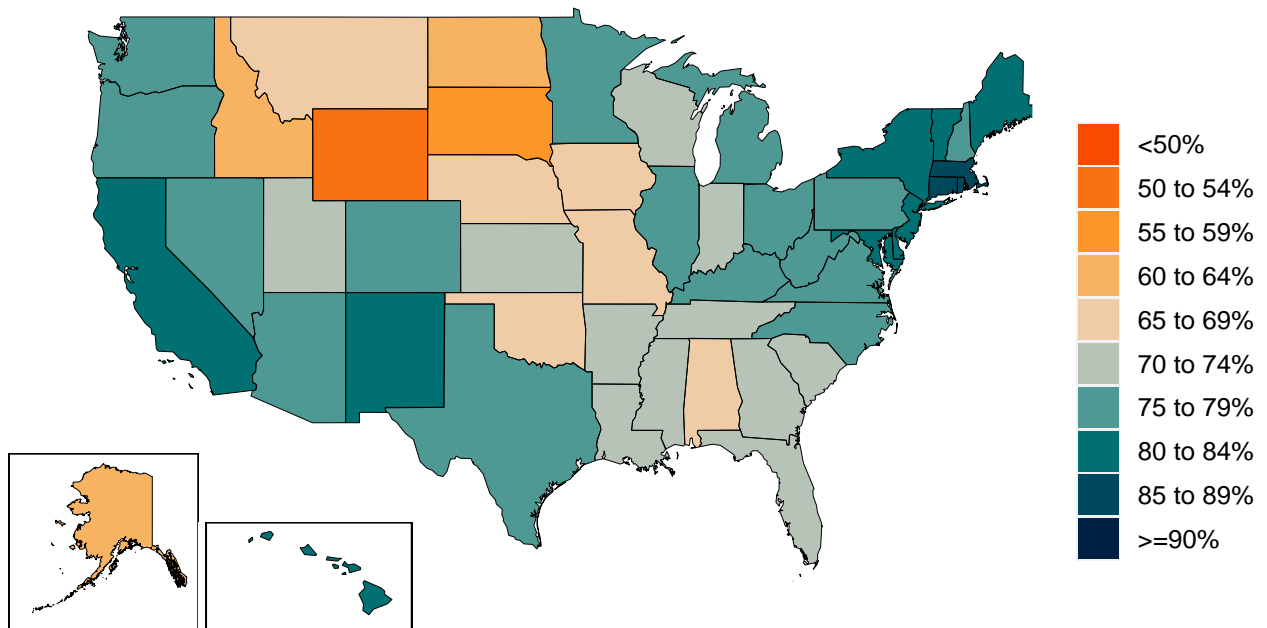 <50%
50 to 54%
55 to 59%
60 to 64%
65 to 69%
70 to 74%
75 to 79%
80 to 84%
85 to 89%
>=90%